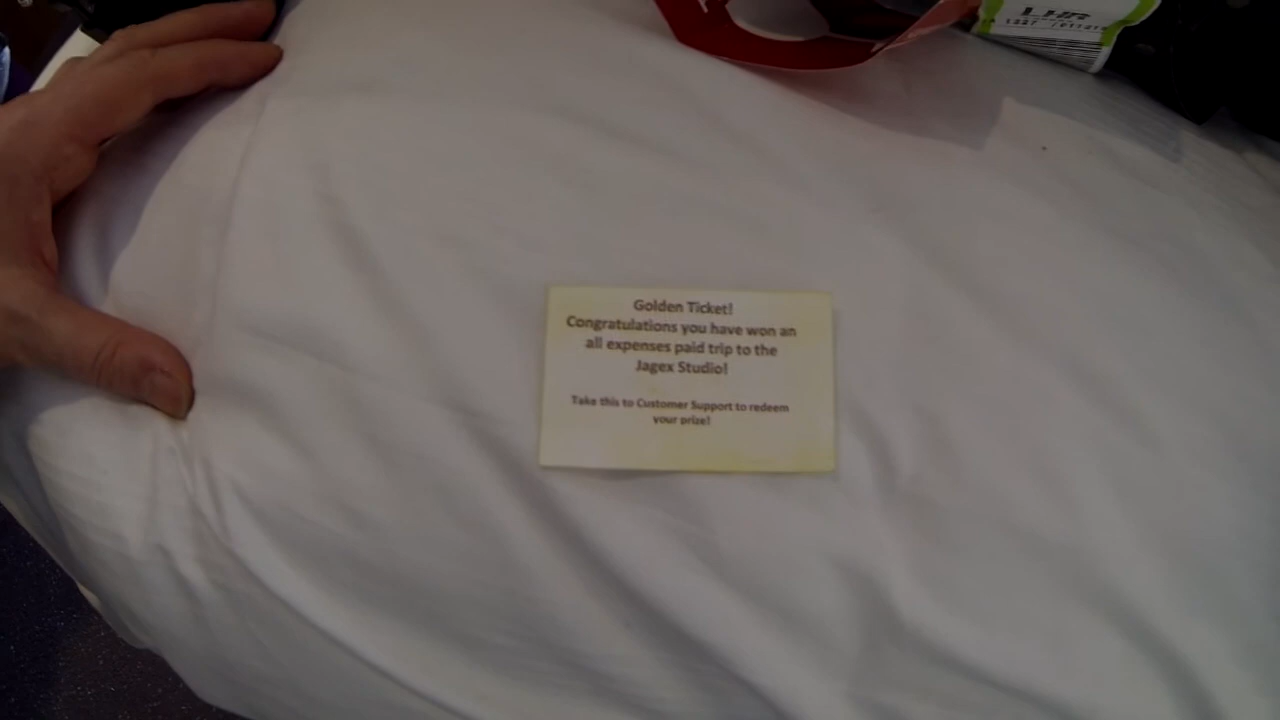 LHR
Golden Ticket!
Congratulations you have won an
all expenses paid trip to the
Jagex Studio!
Take this to Customer Support to redeem
your prize!